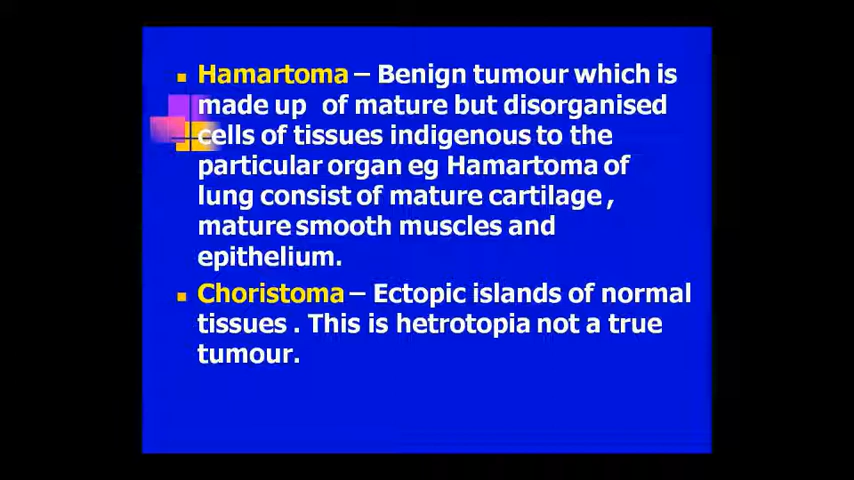 Hamartoma – Benign tumour which is
made up of mature but disorganised
cells of tissues indigenous to the
particular organ eg Hamartoma of
lung consist of mature cartilage ,
mature smooth muscles and
epithelium.
Choristoma – Ectopic islands of normal
tissues . This is hetrotopia not a true
tumour.